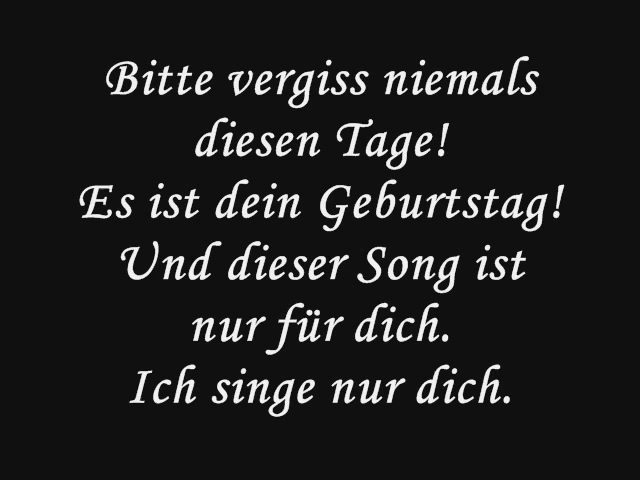 Bitte vergiss niemals
diesen Tage!
Es ist dein Geburtstag!
Und dieser Song ist
nur für dich.
Ich singe nur dich.